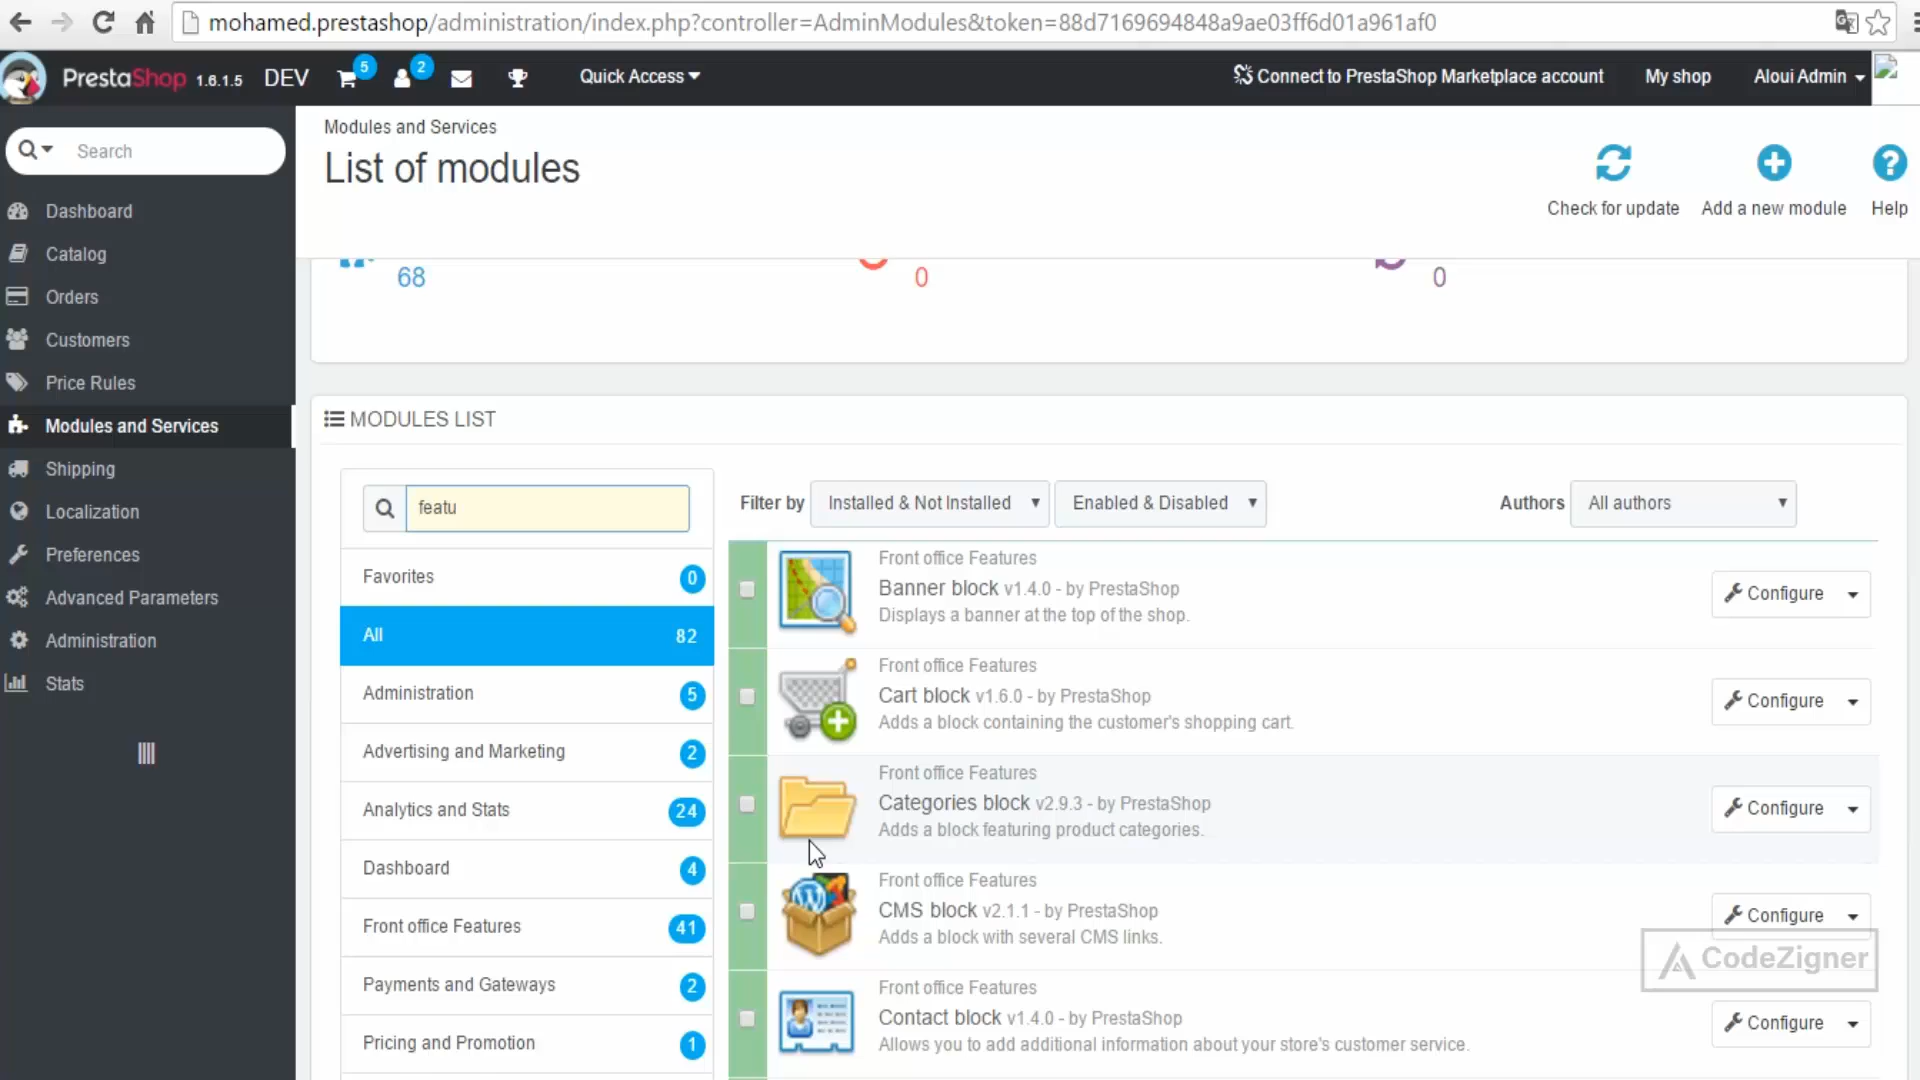 mohamed.prestashop/administration/index.php?controller=AdminModules&token=88d7169694848a9ae03ff6d01a961af0
PrestaShop 1.6.1.5 DEV 5 2 Quick Access Connect to PrestaShop Marketplace account My shop Aloui Admin
Search
Dashboard
Catalog
Orders
Customers
Price Rules
Modules and Services
Shipping
Localization
Preferences
Advanced Parameters
Administration
Stats
Modules and Services
List of modules
Check for update Add a new module Help
68 0 0
MODULES LIST
featu
Favorites 0
All 82
Administration 5
Advertising and Marketing 2
Analytics and Stats 24
Dashboard 4
Front office Features 41
Payments and Gateways 2
Pricing and Promotion 1
Filter by Installed & Not Installed Enabled & Disabled Authors All authors
Front office Features
Banner block v1.4.0 - by PrestaShop
Displays a banner at the top of the shop.
Configure
Front office Features
Cart block v1.6.0 - by PrestaShop
Adds a block containing the customer's shopping cart.
Configure
Front office Features
Categories block v2.9.3 - by PrestaShop
Adds a block featuring product categories.
Configure
Front office Features
CMS block v2.1.1 - by PrestaShop
Adds a block with several CMS links.
Configure
CodeZigner
Front office Features
Contact block v1.4.0 - by PrestaShop
Allows you to add additional information about your store's customer service.
Configure